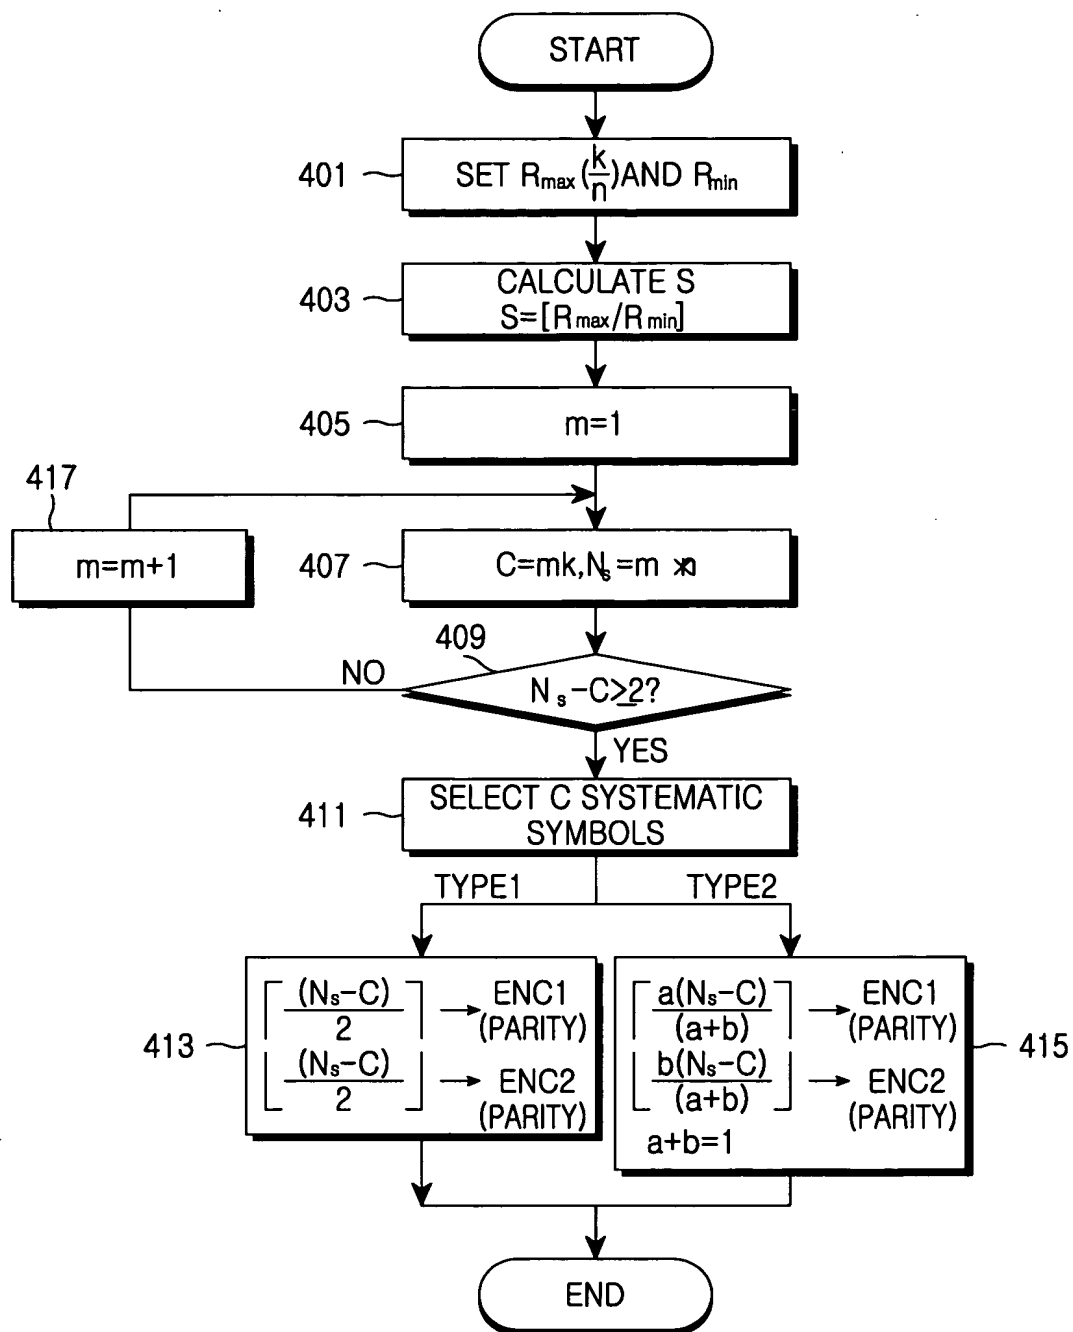 START
401
SET Rmax(k/n)AND Rmin
403
CALCULATE S
S=[Rmax/Rmin]
405
m=1
417
m=m+1
407
C=mk,Ns=m ×n
409
NO
Ns-C≥2?
YES
411
SELECT C SYSTEMATIC
SYMBOLS
TYPE1
TYPE2
413
⌈(Ns-C)/2⌉ → ENC1
(PARITY)
⌊(Ns-C)/2⌋ → ENC2
(PARITY)
⌈a(Ns-C)/(a+b)⌉ → ENC1
(PARITY)
⌊b(Ns-C)/(a+b)⌋ → ENC2
(PARITY)
a+b=1
415
END